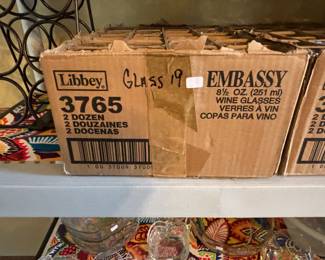 Libbey
GLASS 19
EMBASSY
3765
8½ OZ. (251 ml)
2 DOZEN
WINE GLASSES
2 DOUZAINES
VERRES À VIN
2 DOCENAS
COPAS PARA VINO